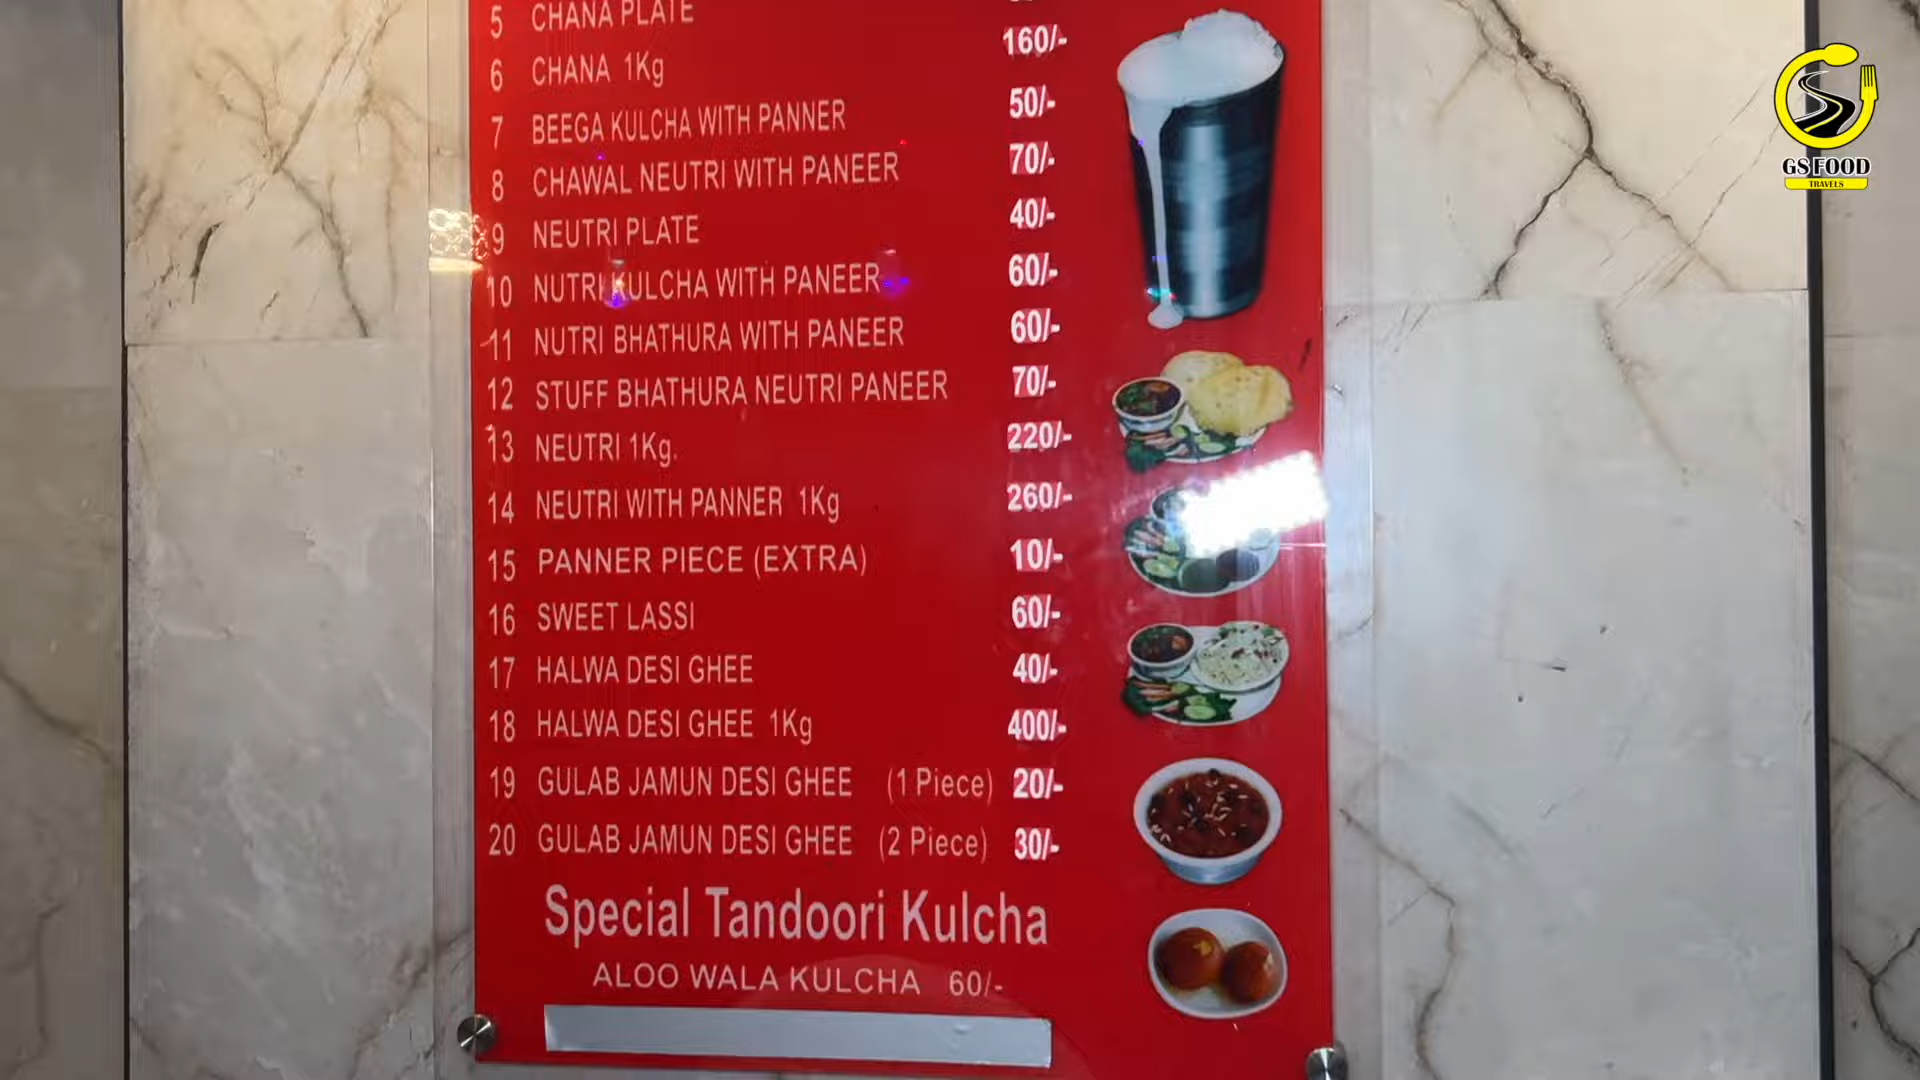 5 CHANA PLATE
6 CHANA 1Kg 160/-
7 BEEGA KULCHA WITH PANNER 50/-
8 CHAWAL NEUTRI WITH PANEER 70/-
9 NEUTRI PLATE 40/-
10 NUTRI KULCHA WITH PANEER 60/-
11 NUTRI BHATHURA WITH PANEER 60/-
12 STUFF BHATHURA NEUTRI PANEER 70/-
13 NEUTRI 1Kg. 220/-
14 NEUTRI WITH PANNER 1Kg 260/-
15 PANNER PIECE (EXTRA) 10/-
16 SWEET LASSI 60/-
17 HALWA DESI GHEE 40/-
18 HALWA DESI GHEE 1Kg 400/-
19 GULAB JAMUN DESI GHEE (1 Piece) 20/-
20 GULAB JAMUN DESI GHEE (2 Piece) 30/-
Special Tandoori Kulcha
ALOO WALA KULCHA 60/-
GS FOOD
TRAVELS